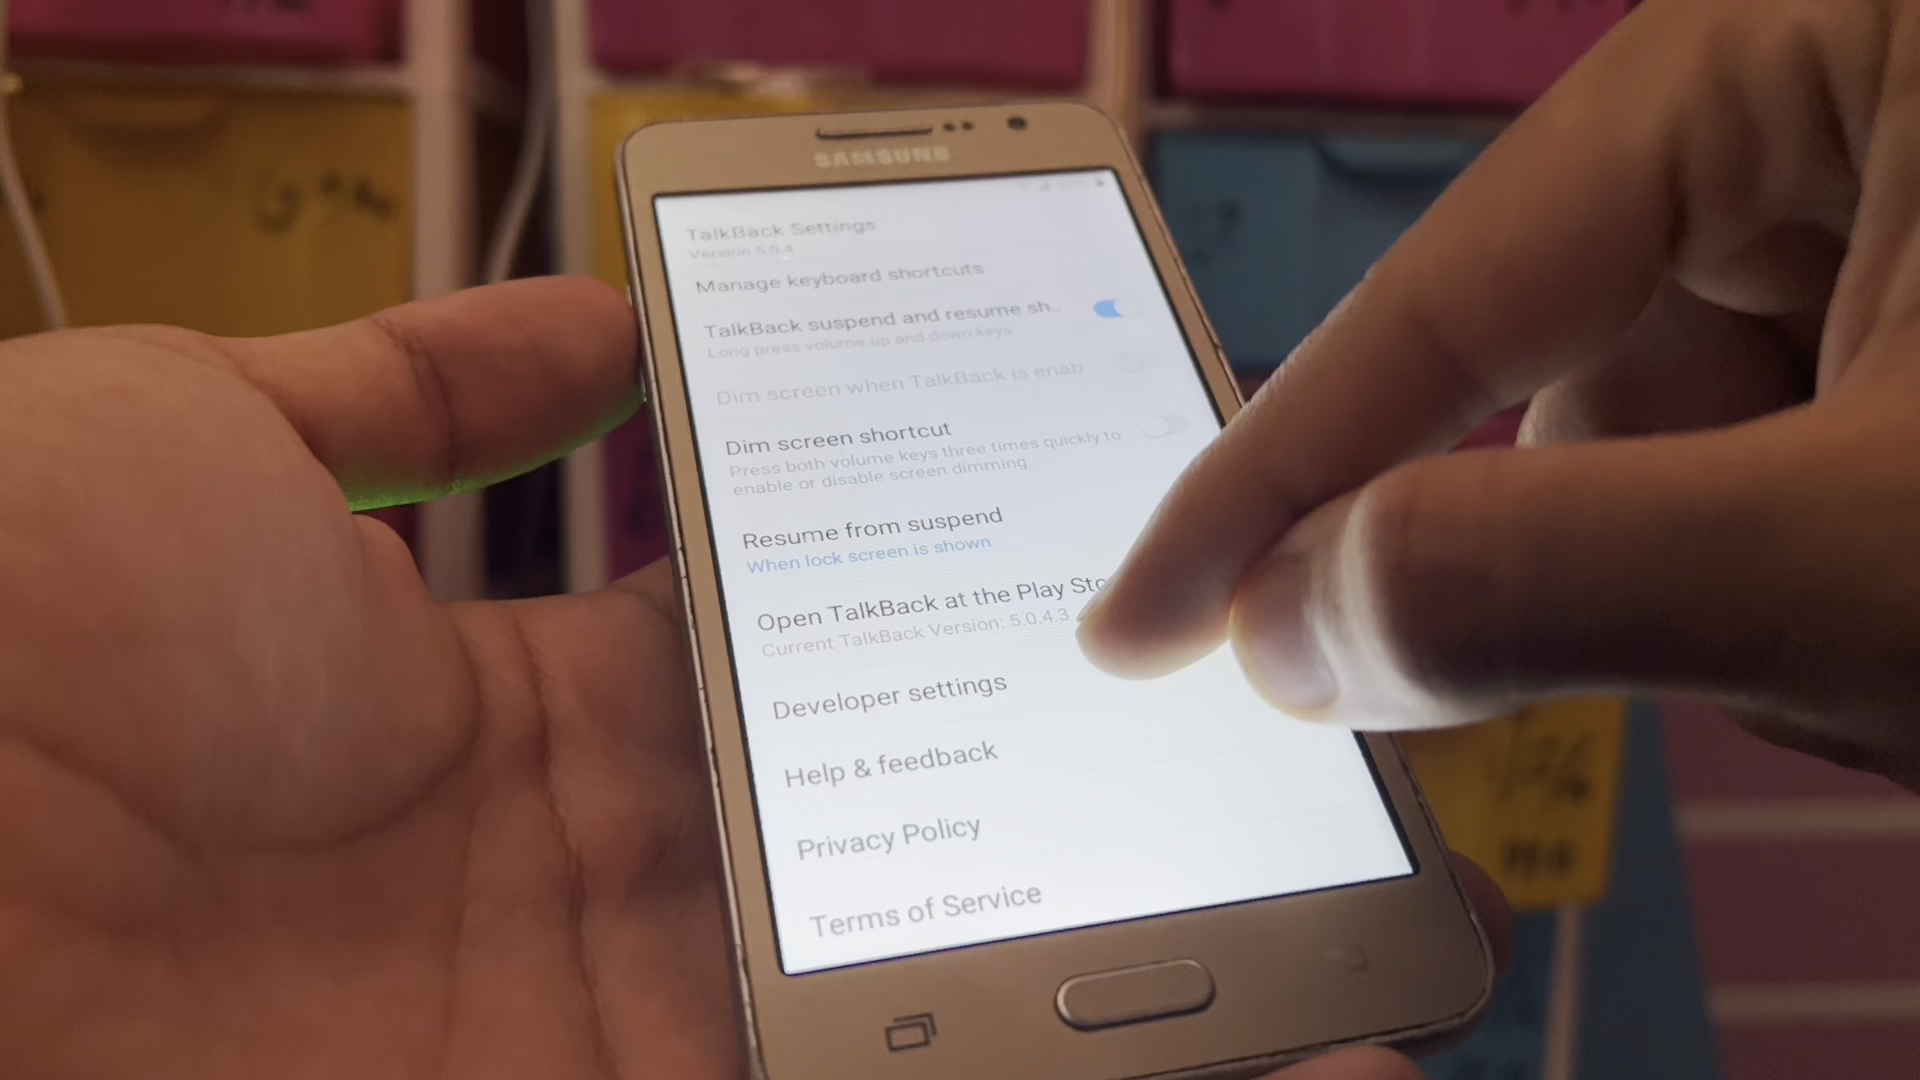 SAMSUNG
TalkBack Settings
Version 5.0.4
Manage keyboard shortcuts
TalkBack suspend and resume sh..
Long press volume up and down keys
Dim screen when TalkBack is enab..
Dim screen shortcut
Press both volume keys three times quickly to
enable or disable screen dimming
Resume from suspend
When lock screen is shown
Open TalkBack at the Play Sto
Current TalkBack Version: 5.0.4.3
Developer settings
Help & feedback
Privacy Policy
Terms of Service